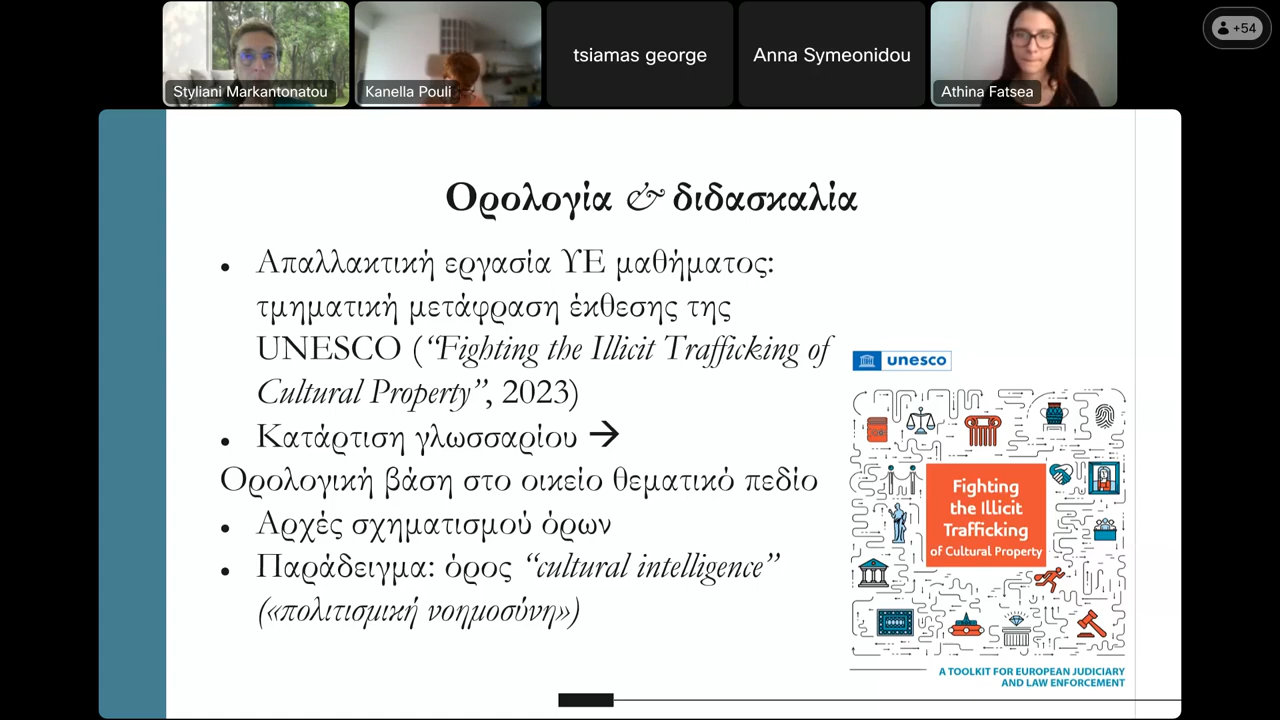 +54
tsiamas george
Anna Symeonidou
Styliani Markantonatou
Kanella Pouli
Athina Fatsea
Ορολογία & διδασκαλία
• Απαλλακτική εργασία ΥΕ μαθήματος:
τμηματική μετάφραση έκθεσης της
UNESCO (“Fighting the Illicit Trafficking of
Cultural Property”, 2023)
• Κατάρτιση γλωσσαρίου →
Ορολογική βάση στο οικείο θεματικό πεδίο
• Αρχές σχηματισμού όρων
• Παράδειγμα: όρος “cultural intelligence”
(«πολιτισμική νοημοσύνη»)
unesco
Fighting
the Illicit
Trafficking
of Cultural Property
A TOOLKIT FOR EUROPEAN JUDICIARY
AND LAW ENFORCEMENT